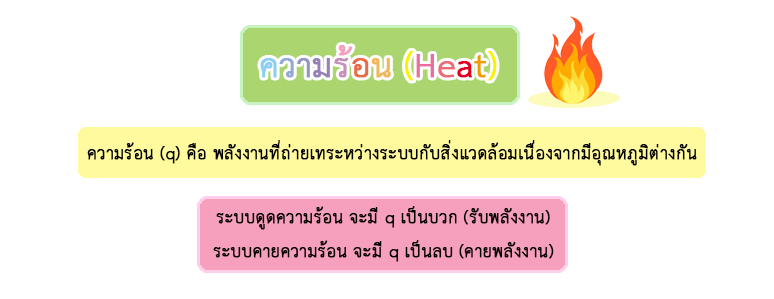 ความร้อน (Heat)
ความร้อน (q) คือ พลังงานที่ถ่ายเทระหว่างระบบกับสิ่งแวดล้อมเนื่องจากมีอุณหภูมิต่างกัน
ระบบดูดความร้อน จะมี q เป็นบวก (รับพลังงาน)
ระบบคายความร้อน จะมี q เป็นลบ (คายพลังงาน)